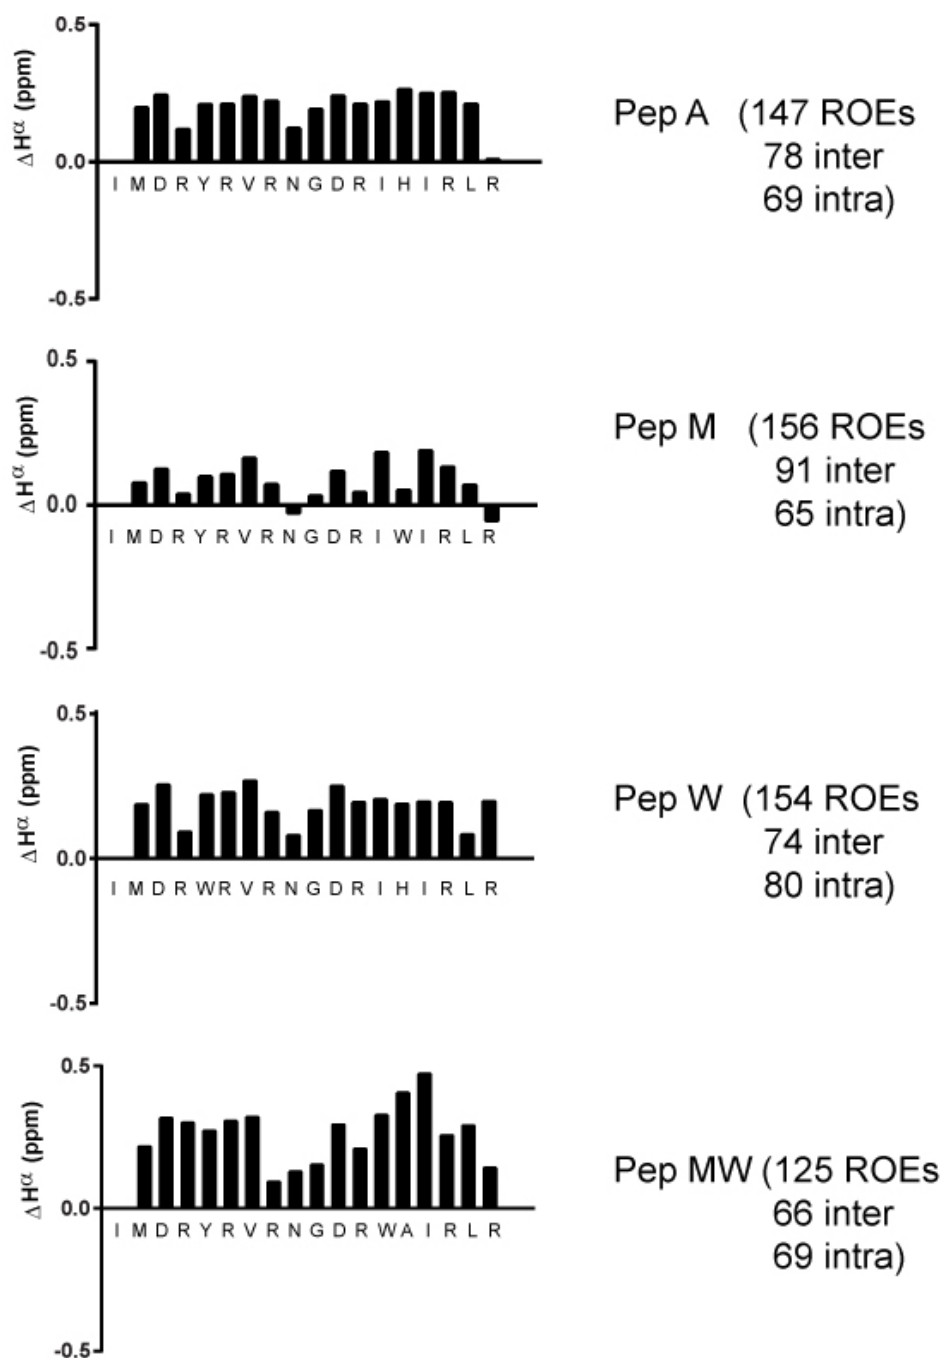 0.5
ΔHα (ppm)
0.0
I M D R Y R V R N G D R I H I R L R
-0.5
Pep A (147 ROEs
78 inter
69 intra)
0.5
ΔHα (ppm)
0.0
I M D R Y R V R N G D R I W I R L R
-0.5
Pep M (156 ROEs
91 inter
65 intra)
0.5
ΔHα (ppm)
0.0
I M D R W R V R N G D R I H I R L R
-0.5
Pep W (154 ROEs
74 inter
80 intra)
0.5
ΔHα (ppm)
0.0
I M D R Y R V R N G D R W A I R L R
-0.5
Pep MW (125 ROEs
66 inter
69 intra)